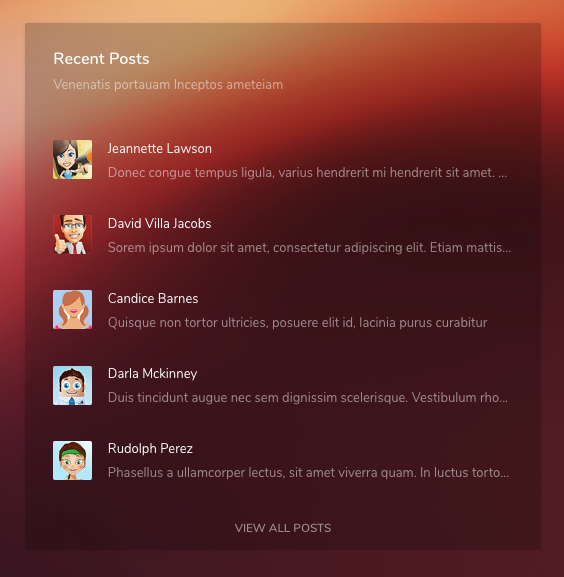 Recent Posts
Venenatis portauam Inceptos ameteiam
Jeannette Lawson
Donec congue tempus ligula, varius hendrerit mi hendrerit sit amet. ...
David Villa Jacobs
Sorem ipsum dolor sit amet, consectetur adipiscing elit. Etiam mattis...
Candice Barnes
Quisque non tortor ultricies, posuere elit id, lacinia purus curabitur
Darla Mckinney
Duis tincidunt augue nec sem dignissim scelerisque. Vestibulum rho...
Rudolph Perez
Phasellus a ullamcorper lectus, sit amet viverra quam. In luctus torto...
VIEW ALL POSTS